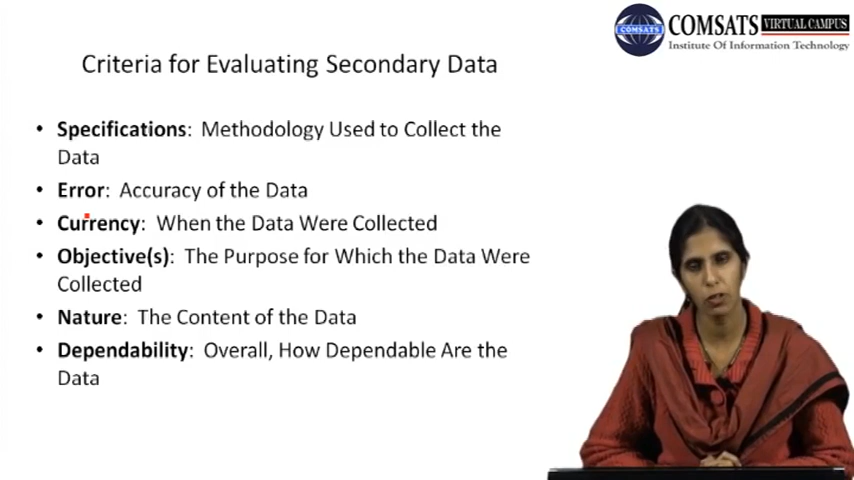 COMSATS
COMSATS VIRTUAL CAMPUS
Institute Of Information Technology
Criteria for Evaluating Secondary Data
• Specifications: Methodology Used to Collect the
Data
• Error: Accuracy of the Data
• Currency: When the Data Were Collected
• Objective(s): The Purpose for Which the Data Were
Collected
• Nature: The Content of the Data
• Dependability: Overall, How Dependable Are the
Data